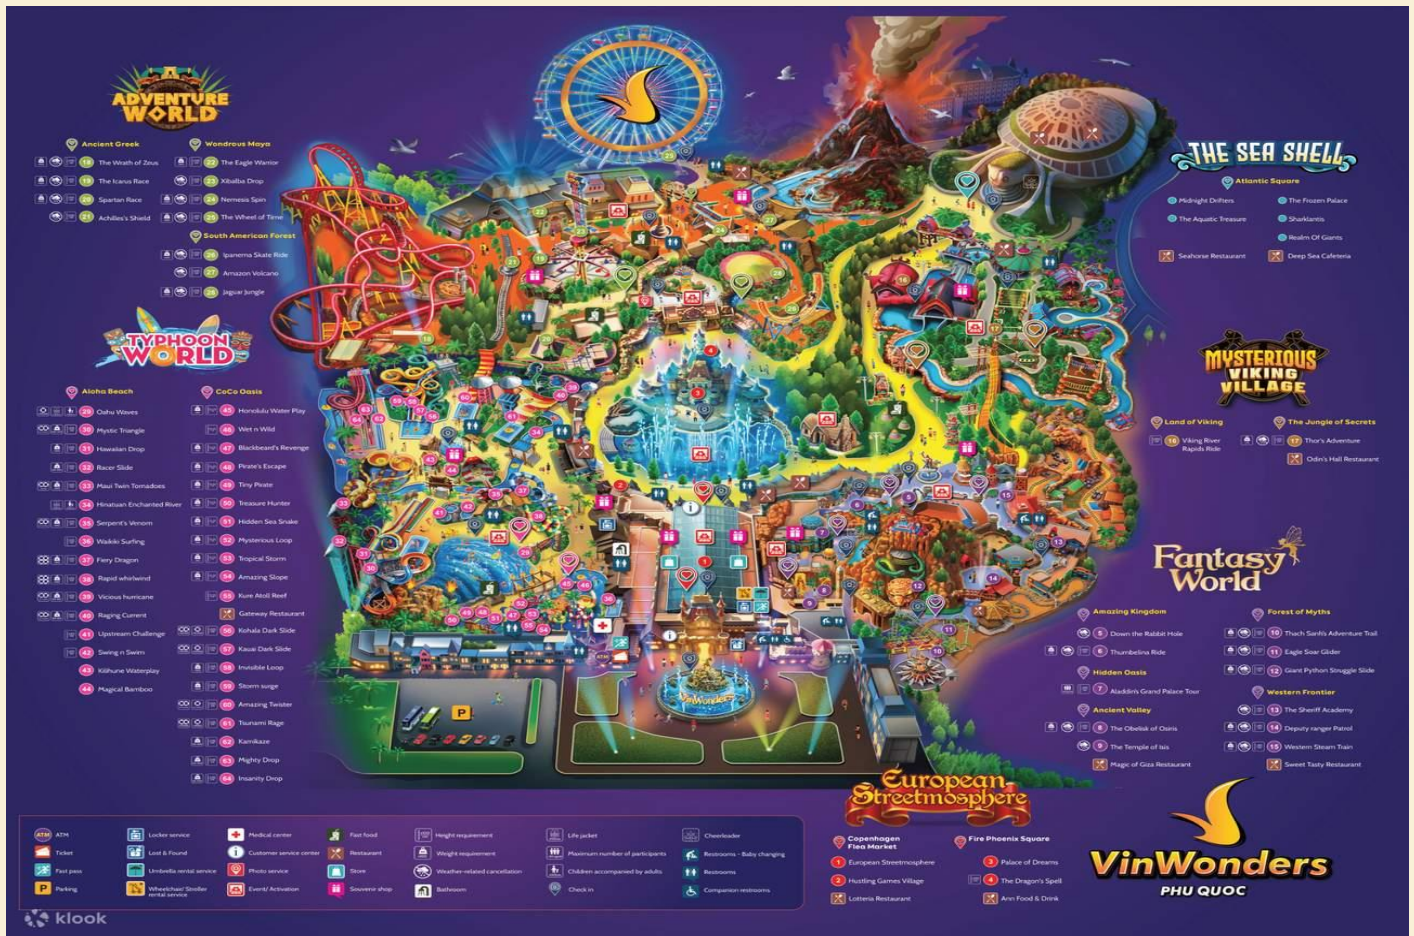 ADVENTURE
WORLD
Ancient Greek
18 The Wrath of Zeus
19 The Icarus Race
20 Spartan Race
21 Achilles's Shield
Wondrous Maya
22 The Eagle Warrior
23 Xibalba Drop
24 Nemesis Spin
25 The Wheel of Time
South American Forest
26 Ipanema Skate Ride
27 Amazon Volcano
28 Jaguar Jungle
TYPHOON
WORLD
Aloha Beach
29 Oahu Waves
30 Mystic Triangle
31 Hawaiian Drop
32 Racer Slide
33 Maui Twin Tornadoes
34 Hinatuan Enchanted River
35 Serpent's Venom
36 Waikiki Surfing
37 Fiery Dragon
38 Rapid whirlwind
39 Vicious hurricane
40 Raging Current
41 Upstream Challenge
42 Swing n Swim
43 Kilihune Waterplay
44 Magical Bamboo
CoCo Oasis
45 Honolulu Water Play
46 Wet n Wild
47 Blackbeard's Revenge
48 Pirate's Escape
49 Tiny Pirate
50 Treasure Hunter
51 Hidden Sea Snake
52 Mysterious Loop
53 Tropical Storm
54 Amazing Slope
55 Kure Atoll Reef
Gateway Restaurant
56 Kohala Dark Slide
57 Kauai Dark Slide
58 Invisible Loop
59 Storm surge
60 Amazing Twister
61 Tsunami Rage
62 Kamikaze
63 Mighty Drop
64 Insanity Drop
THE SEA SHELL
Atlantic Square
Midnight Drifters
The Aquatic Treasure
The Frozen Palace
Sharklantis
Realm Of Giants
Seahorse Restaurant
Deep Sea Cafeteria
MYSTERIOUS
VIKING
VILLAGE
Land of Viking
16 Viking River
Rapids Ride
The Jungle of Secrets
17 Thor's Adventure
Odin's Hall Restaurant
Fantasy
World
Amazing Kingdom
5 Down the Rabbit Hole
6 Thumbelina Ride
Hidden Oasis
7 Aladdin's Grand Palace Tour
Ancient Valley
8 The Obelisk of Osiris
9 The Temple of Isis
Magic of Giza Restaurant
Forest of Myths
10 Thach Sanh's Adventure Trail
11 Eagle Soar Glider
12 Giant Python Struggle Slide
Western Frontier
13 The Sheriff Academy
14 Deputy ranger Patrol
15 Western Steam Train
Sweet Tasty Restaurant
VinWonders
P
European
Streetmosphere
Copenhagen
Flea Market
1 European Streetmosphere
2 Hustling Games Village
Lotteria Restaurant
Fire Phoenix Square
3 Palace of Dreams
4 The Dragon's Spell
Ann Food & Drink
VinWonders
PHU QUOC
ATM ATM
Ticket
Fast pass
P Parking
Locker service
Lost & Found
Umbrella rental service
Wheelchair/ Stroller
rental service
Medical center
Customer service center
Photo service
Event/ Activation
Fast food
Restaurant
Store
Souvenir shop
Height requirement
Weight requirement
Weather-related cancellation
Bathroom
Life jacket
Maximum number of participants
Children accompanied by adults
Check in
Cheerleader
Restrooms - Baby changing
Restrooms
Companion restrooms
klook